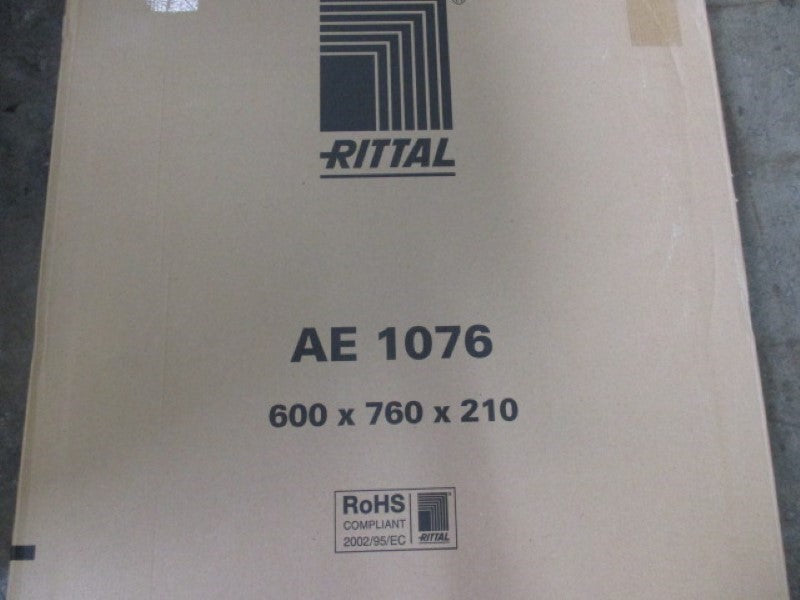 ®
RITTAL
AE 1076
600 x 760 x 210
RoHS
COMPLIANT
2002/95/EC
RITTAL